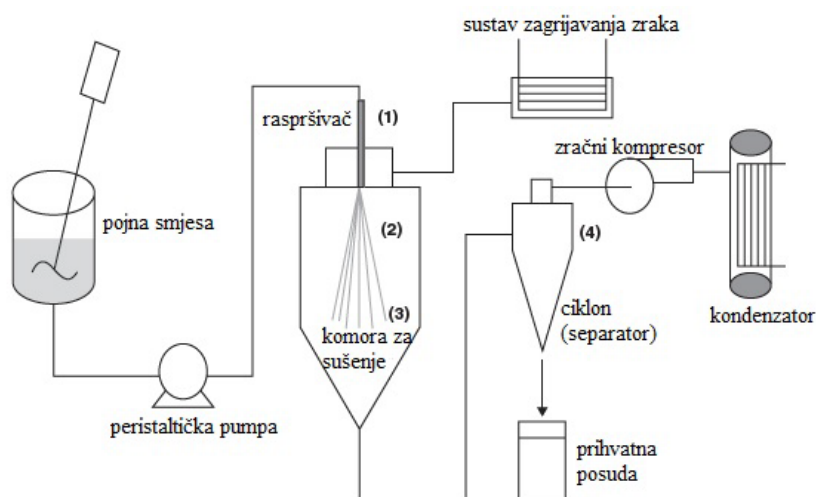 sustav zagrijavanja zraka
raspršivač
(1)
zračni kompresor
pojna smjesa
(2)
(4)
(3)
komora za
sušenje
ciklon
(separator)
kondenzator
peristaltička pumpa
prihvatna
posuda